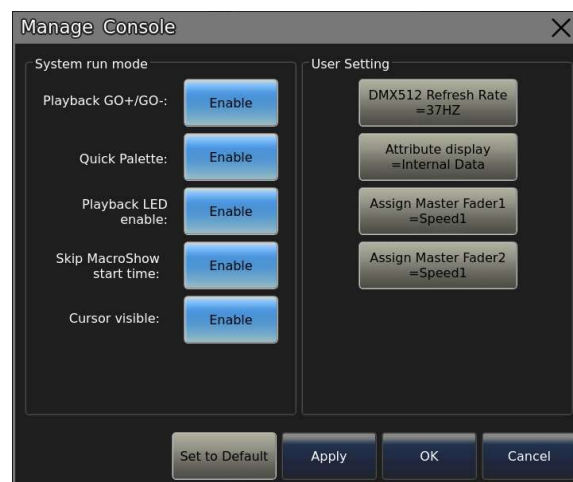 Manage Console
System run mode
Playback GO+/GO-:
Enable
Quick Palette:
Enable
Playback LED
enable:
Enable
Skip MacroShow
start time:
Enable
Cursor visible:
Enable
User Setting
DMX512 Refresh Rate
=37HZ
Attribute display
=Internal Data
Assign Master Fader1
=Speed1
Assign Master Fader2
=Speed1
Set to Default
Apply
OK
Cancel